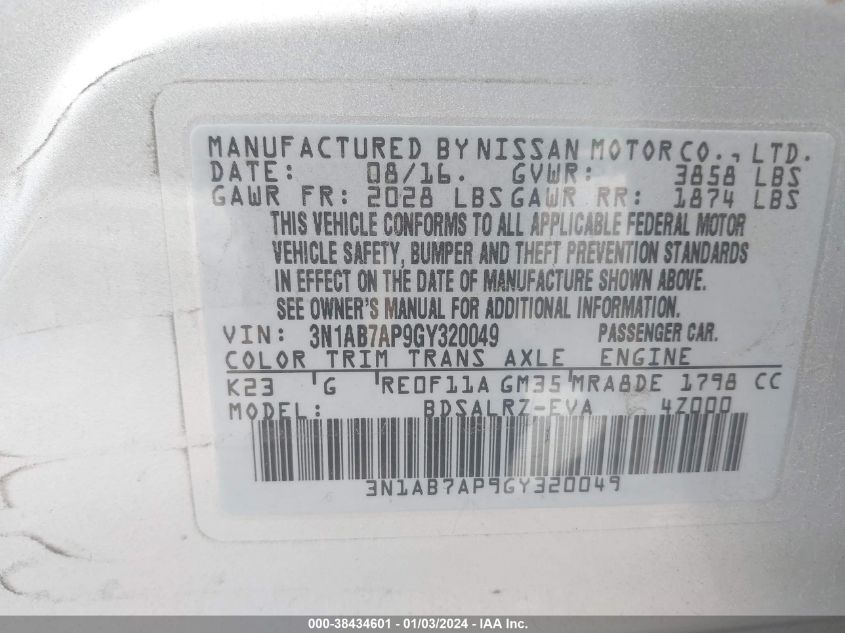 MANUFACTURED BY NISSAN MOTOR CO., LTD.
DATE: 08/16. GVWR: 3858 LBS
GAWR FR: 2028 LBS GAWR RR: 1874 LBS
THIS VEHICLE CONFORMS TO ALL APPLICABLE FEDERAL MOTOR
VEHICLE SAFETY, BUMPER AND THEFT PREVENTION STANDARDS
IN EFFECT ON THE DATE OF MANUFACTURE SHOWN ABOVE.
SEE OWNER'S MANUAL FOR ADDITIONAL INFORMATION.
VIN: 3N1AB7AP9GY320049 PASSENGER CAR.
COLOR TRIM TRANS AXLE ENGINE
K23 G RE0F11A GM35 MRA8DE 1798 CC
MODEL: BDSALRZ-EVA 4Z000
3N1AB7AP9GY320049
000-38434601 - 01/03/2024 - IAA Inc.